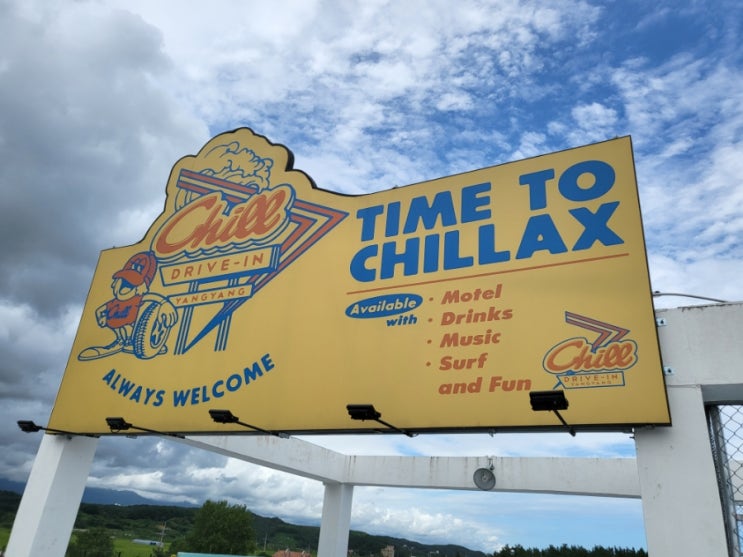 Chill
DRIVE-IN
YANGYANG
ALWAYS WELCOME
TIME TO
CHILLAX
Available
with
· Motel
· Drinks
· Music
· Surf
and Fun
Chill
DRIVE-IN
YANGYANG